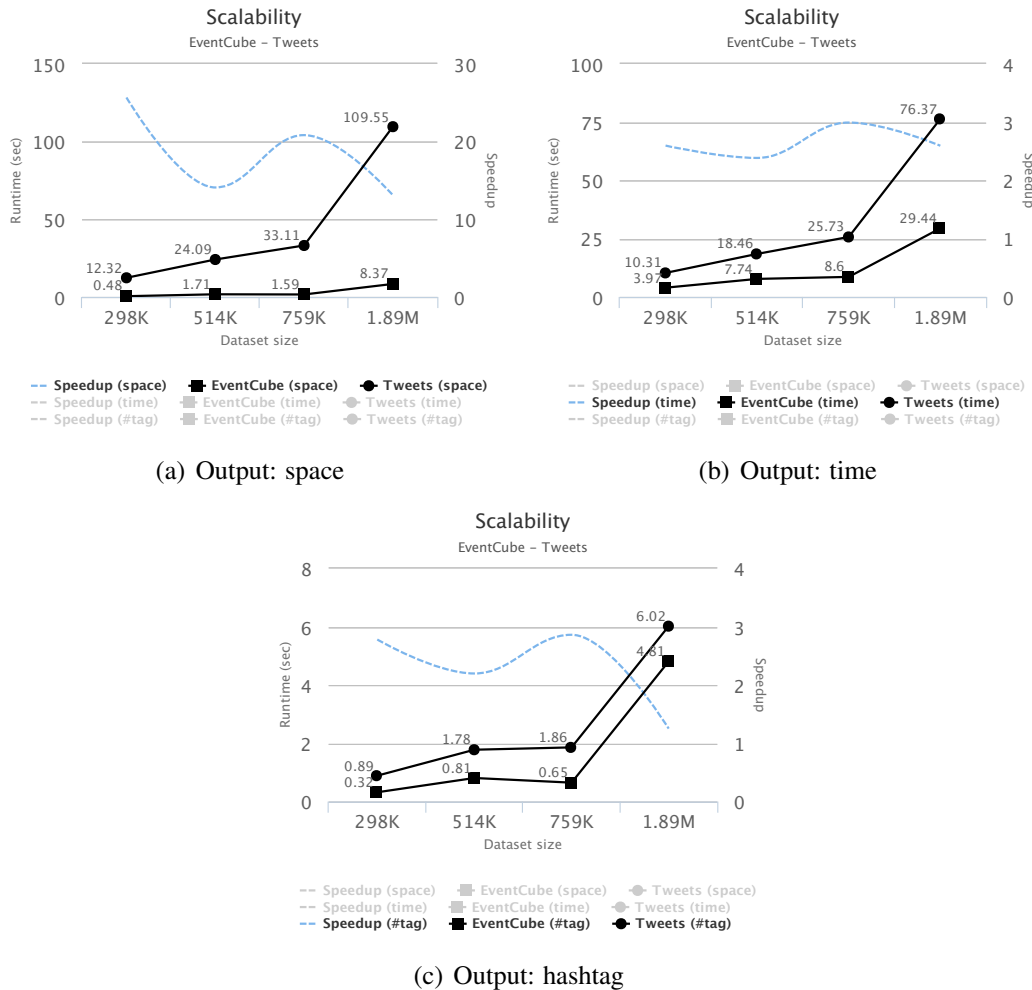 Scalability
EventCube – Tweets
150
100
50
0
Runtime (sec)
30
20
10
0
Speedup
12.32
24.09
33.11
109.55
0.48
1.71
1.59
8.37
298K
514K
759K
1.89M
Dataset size
Speedup (space) EventCube (space) Tweets (space)
Speedup (time) EventCube (time) Tweets (time)
Speedup (#tag) EventCube (#tag) Tweets (#tag)
(a) Output: space
Scalability
EventCube – Tweets
100
75
50
25
0
Runtime (sec)
4
3
2
1
0
Speedup
10.31
18.46
25.73
76.37
3.97
7.74
8.6
29.44
298K
514K
759K
1.89M
Dataset size
Speedup (space) EventCube (space) Tweets (space)
Speedup (time) EventCube (time) Tweets (time)
Speedup (#tag) EventCube (#tag) Tweets (#tag)
(b) Output: time
Scalability
EventCube – Tweets
8
6
4
2
0
Runtime (sec)
4
3
2
1
0
Speedup
0.89
1.78
1.86
6.02
0.32
0.81
0.65
4.81
298K
514K
759K
1.89M
Dataset size
Speedup (space) EventCube (space) Tweets (space)
Speedup (time) EventCube (time) Tweets (time)
Speedup (#tag) EventCube (#tag) Tweets (#tag)
(c) Output: hashtag